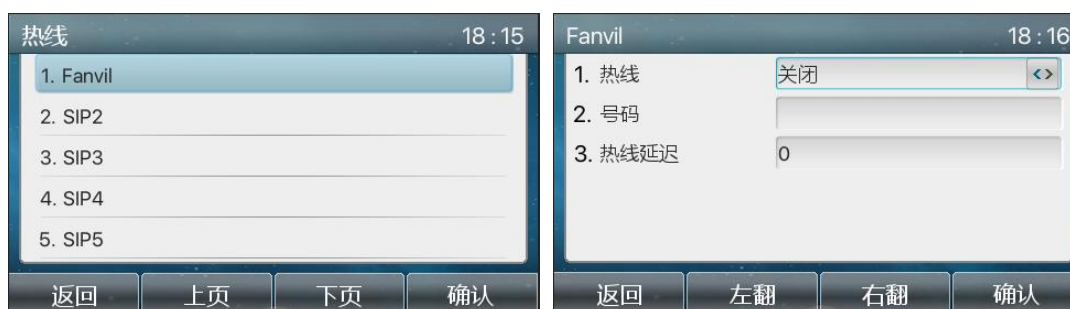 热线 18:15
1. Fanvil
2. SIP2
3. SIP3
4. SIP4
5. SIP5
返回 上页 下页 确认
Fanvil 18:16
1. 热线 关闭 <>
2. 号码
3. 热线延迟 0
返回 左翻 右翻 确认